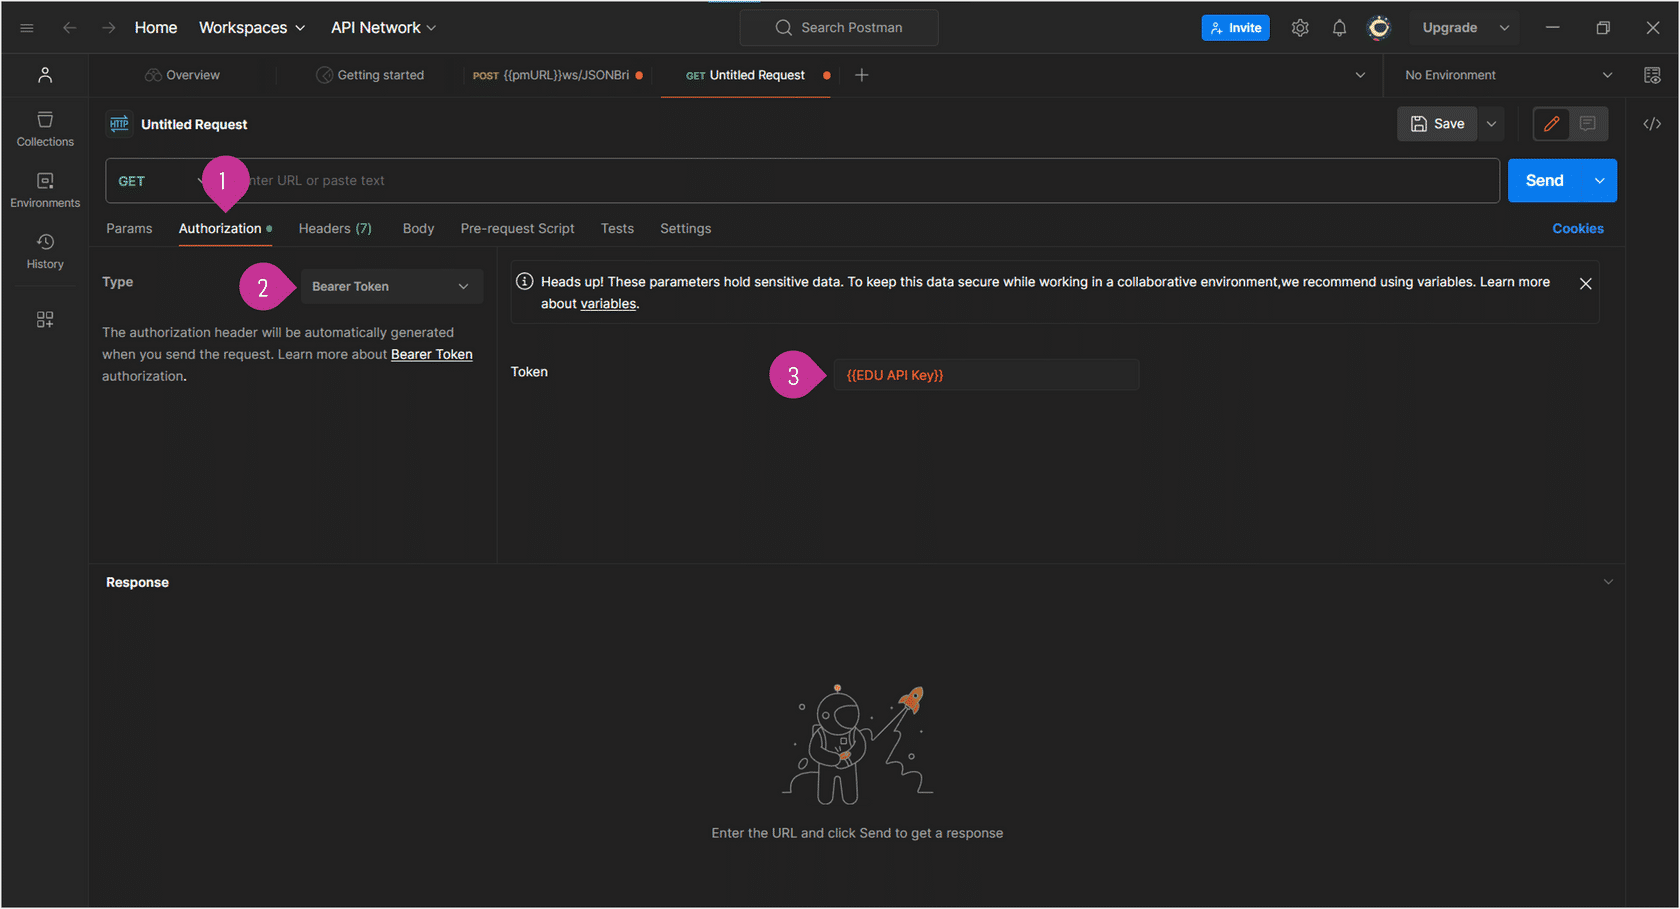 Home Workspaces API Network Search Postman Invite Upgrade
Overview Getting started POST {{pmURL}}ws/JSONBri GET Untitled Request No Environment
HTTP Untitled Request Save
Collections
GET 1 nter URL or paste text Send
Environments
Params Authorization Headers (7) Body Pre-request Script Tests Settings Cookies
History
Type 2 Bearer Token
The authorization header will be automatically generated
when you send the request. Learn more about Bearer Token
authorization.
Heads up! These parameters hold sensitive data. To keep this data secure while working in a collaborative environment,we recommend using variables. Learn more
about variables.
Token 3 {{EDU API Key}}
Response
Enter the URL and click Send to get a response